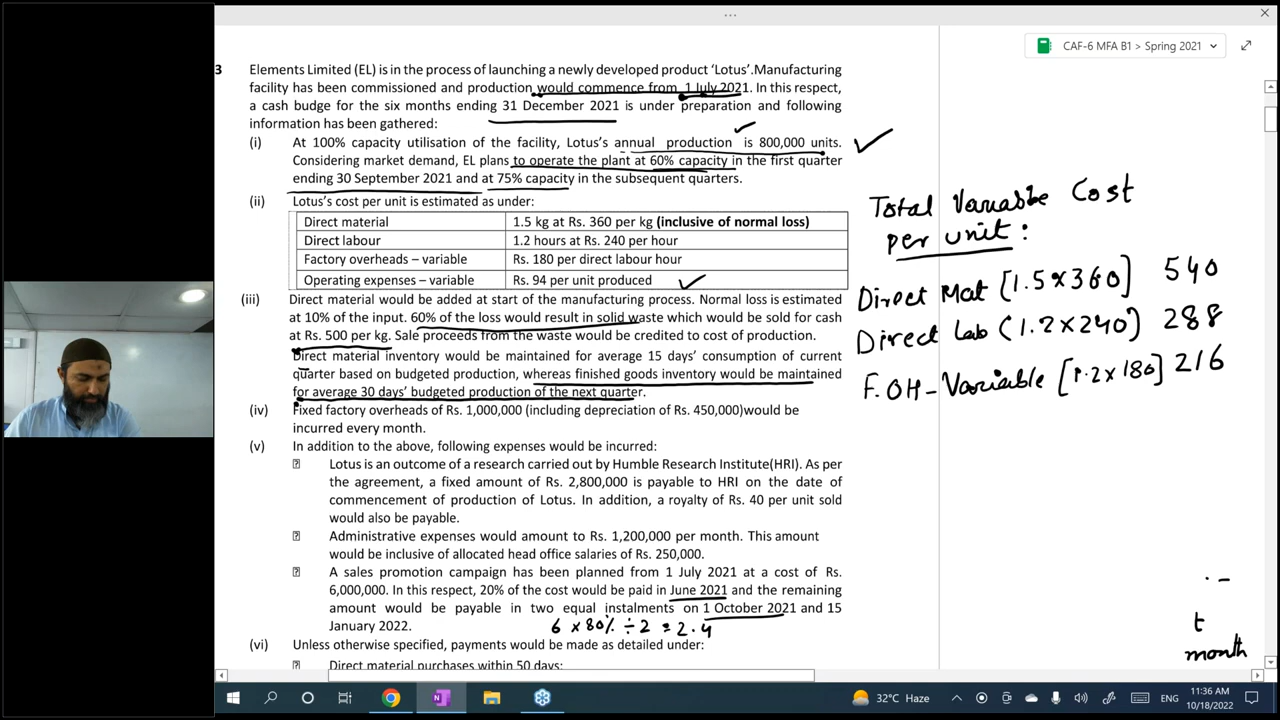 CAF-6 MFA B1 > Spring 2021
3 Elements Limited (EL) is in the process of launching a newly developed product 'Lotus'.Manufacturing
facility has been commissioned and production would commence from 1 July 2021. In this respect,
a cash budget for the six months ending 31 December 2021 is under preparation and following
information has been gathered:
(i) At 100% capacity utilisation of the facility, Lotus's annual production is 800,000 units.
Considering market demand, EL plans to operate the plant at 60% capacity in the first quarter
ending 30 September 2021 and at 75% capacity in the subsequent quarters.
(ii) Lotus's cost per unit is estimated as under:
Direct material 1.5 kg at Rs. 360 per kg (inclusive of normal loss)
Direct labour 1.2 hours at Rs. 240 per hour
Factory overheads – variable Rs. 180 per direct labour hour
Operating expenses – variable Rs. 94 per unit produced
(iii) Direct material would be added at start of the manufacturing process. Normal loss is estimated
at 10% of the input. 60% of the loss would result in solid waste which would be sold for cash
at Rs. 500 per kg. Sale proceeds from the waste would be credited to cost of production.
Direct material inventory would be maintained for average 15 days' consumption of current
quarter based on budgeted production, whereas finished goods inventory would be maintained
for average 30 days' budgeted production of the next quarter.
(iv) Fixed factory overheads of Rs. 1,000,000 (including depreciation of Rs. 450,000)would be
incurred every month.
(v) In addition to the above, following expenses would be incurred:
Lotus is an outcome of a research carried out by Humble Research Institute(HRI). As per
the agreement, a fixed amount of Rs. 2,800,000 is payable to HRI on the date of
commencement of production of Lotus. In addition, a royalty of Rs. 40 per unit sold
would also be payable.
Administrative expenses would amount to Rs. 1,200,000 per month. This amount
would be inclusive of allocated head office salaries of Rs. 250,000.
A sales promotion campaign has been planned from 1 July 2021 at a cost of Rs.
6,000,000. In this respect, 20% of the cost would be paid in June 2021 and the remaining
amount would be payable in two equal instalments on 1 October 2021 and 15
January 2022.
6 x 80% ÷ 2 = 2.4
(vi) Unless otherwise specified, payments would be made as detailed under:
Direct material purchases within 50 days;
Total Variable Cost
per unit :
Direct Mat [1.5 x 360] 540
Direct Lab (1.2 x 240) 288
F.OH - Variable [1.2 x 180] 216
t
month
32°C Haze
ENG
11:36 AM
10/18/2022